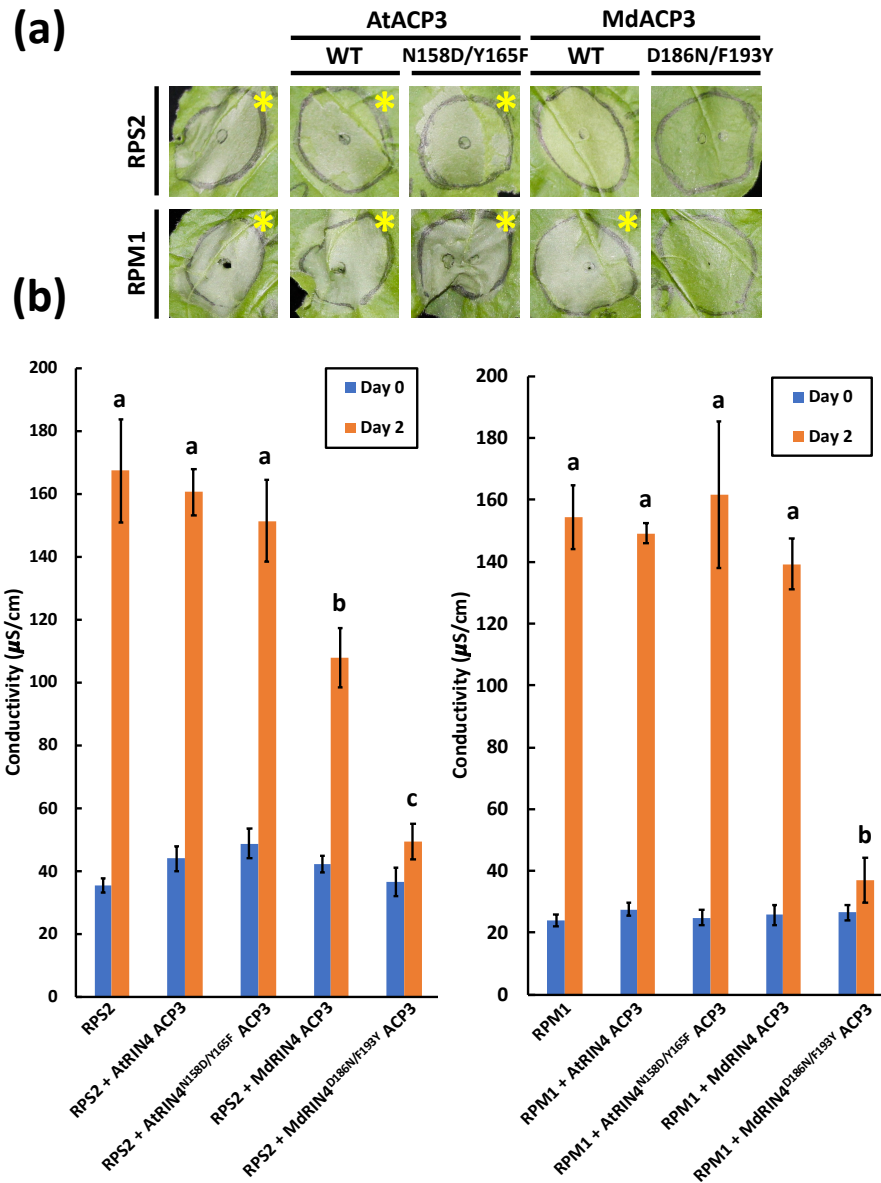 (a)
AtACP3 MdACP3
WT N158D/Y165F WT D186N/F193Y
RPS2 * * *
RPM1 * * * *
(b)
200
180
160
140
120
100
80
60
40
20
0
Conductivity (µS/cm)
Day 0
Day 2
a
a
a
b
c
RPS2
RPS2 + AtRIN4 ACP3
RPS2 + AtRIN4N158D/Y165F ACP3
RPS2 + MdRIN4 ACP3
RPS2 + MdRIN4D186N/F193Y ACP3
200
180
160
140
120
100
80
60
40
20
0
Conductivity (µS/cm)
Day 0
Day 2
a
a
a
a
b
RPM1
RPM1 + AtRIN4 ACP3
RPM1 + AtRIN4N158D/Y165F ACP3
RPM1 + MdRIN4 ACP3
RPM1 + MdRIN4D186N/F193Y ACP3